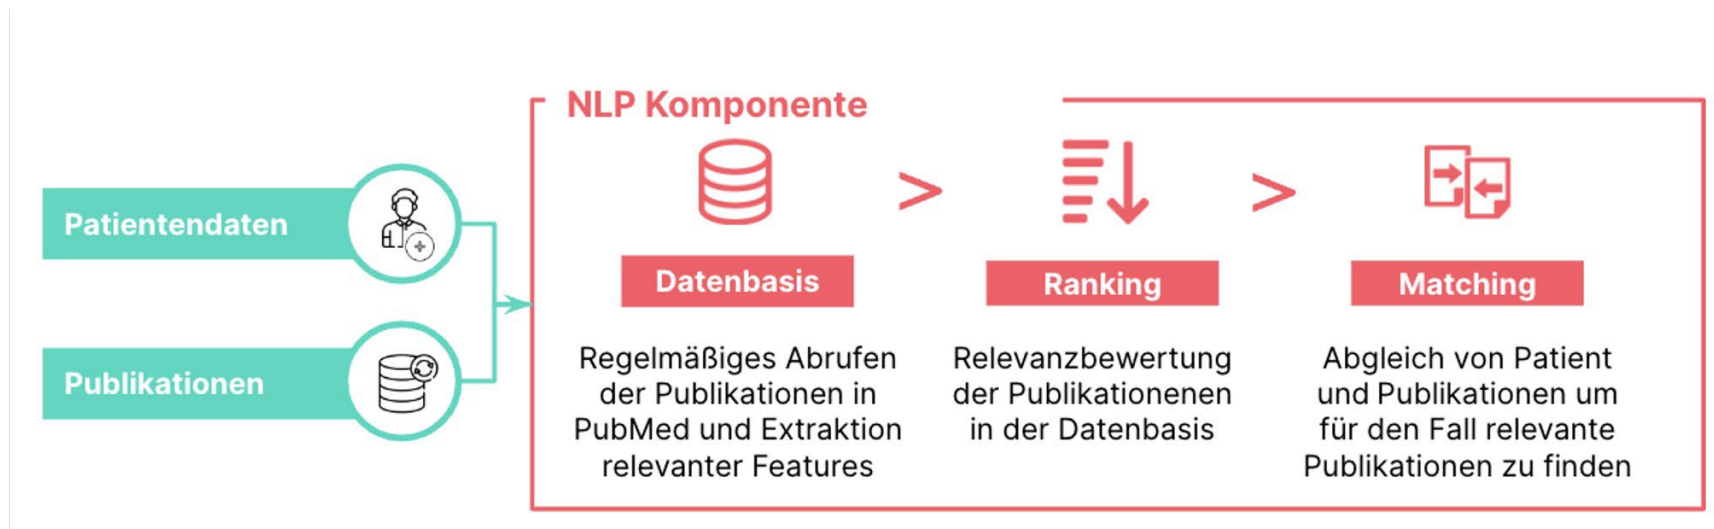 NLP Komponente
Patientendaten
Publikationen
Datenbasis
Regelmäßiges Abrufen
der Publikationen in
PubMed und Extraktion
relevanter Features
>
Ranking
Relevanzbewertung
der Publikationenen
in der Datenbasis
>
Matching
Abgleich von Patient
und Publikationen um
für den Fall relevante
Publikationen zu finden